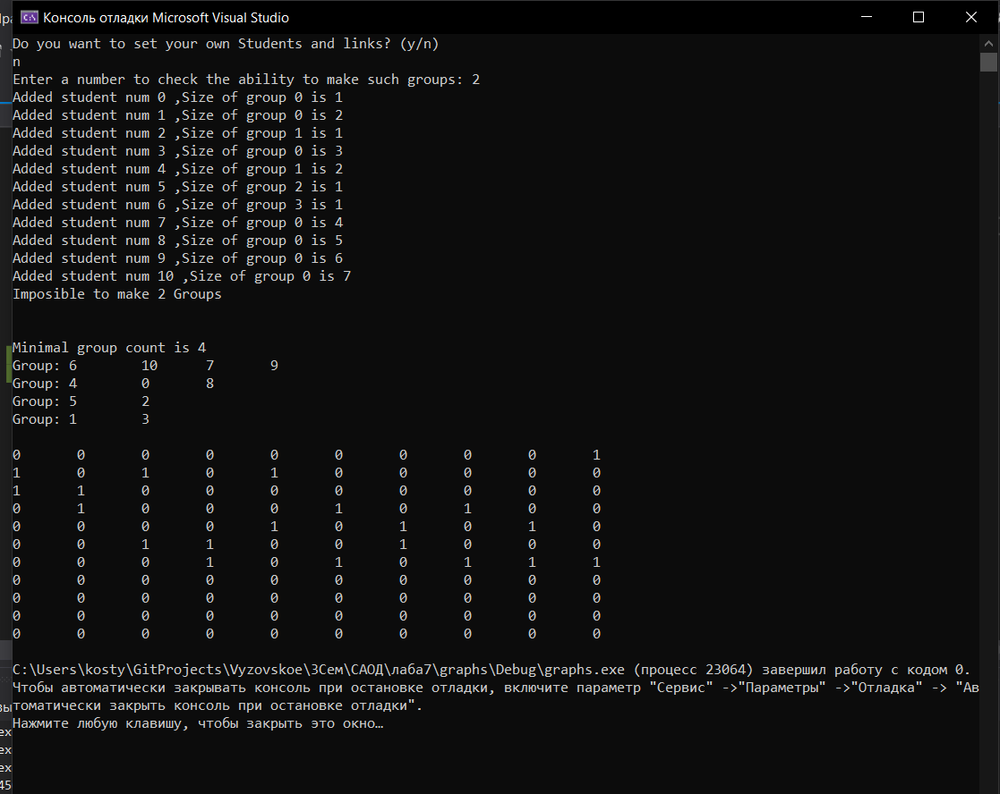 Консоль отладки Microsoft Visual Studio
Do you want to set your own Students and links? (y/n)
n
Enter a number to check the ability to make such groups: 2
Added student num 0 ,Size of group 0 is 1
Added student num 1 ,Size of group 0 is 2
Added student num 2 ,Size of group 1 is 1
Added student num 3 ,Size of group 0 is 3
Added student num 4 ,Size of group 1 is 2
Added student num 5 ,Size of group 2 is 1
Added student num 6 ,Size of group 3 is 1
Added student num 7 ,Size of group 0 is 4
Added student num 8 ,Size of group 0 is 5
Added student num 9 ,Size of group 0 is 6
Added student num 10 ,Size of group 0 is 7
Imposible to make 2 Groups
Minimal group count is 4
Group: 6 10 7 9
Group: 4 0 8
Group: 5 2
Group: 1 3
0 0 0 0 0 0 0 0 0 1
1 0 1 0 1 0 0 0 0 0
1 1 0 0 0 0 0 0 0 0
0 1 0 0 0 1 0 1 0 0
0 0 0 0 1 0 1 0 1 0
0 0 1 1 0 0 1 0 0 0
0 0 0 1 0 1 0 1 1 1
0 0 0 0 0 0 0 0 0 0
0 0 0 0 0 0 0 0 0 0
0 0 0 0 0 0 0 0 0 0
0 0 0 0 0 0 0 0 0 0
C:\Users\kosty\GitProjects\Vyzovskoe\3Сем\САОД\лаба7\graphs\Debug\graphs.exe (процесс 23064) завершил работу с кодом 0.
Чтобы автоматически закрывать консоль при остановке отладки, включите параметр "Сервис" ->"Параметры" ->"Отладка" -> "Ав
томатически закрыть консоль при остановке отладки".
Нажмите любую клавишу, чтобы закрыть это окно…